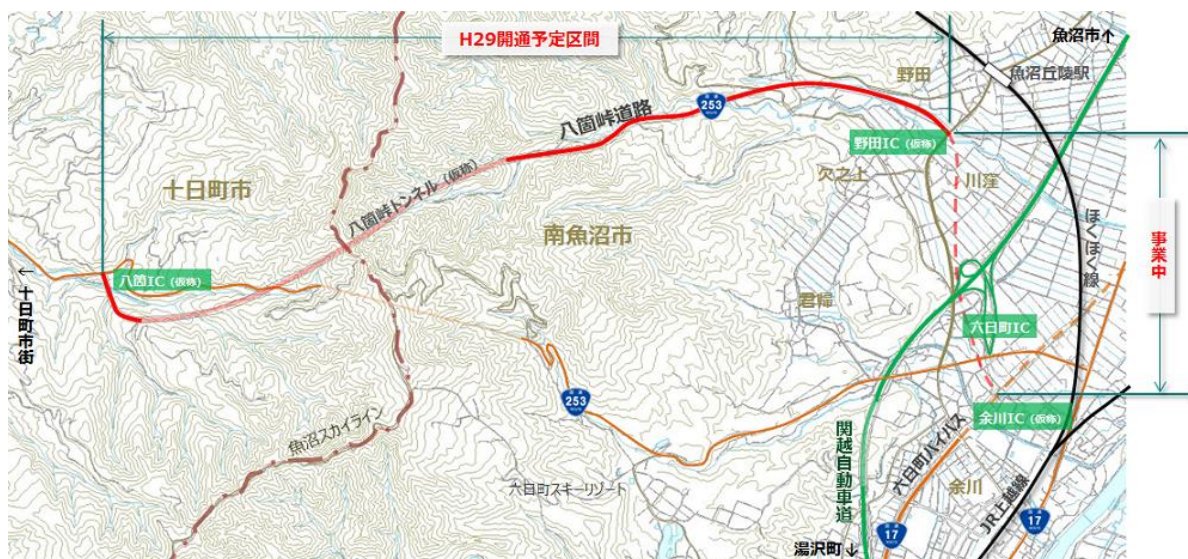 H29開通予定区間
魚沼市↑
野田
魚沼丘陵駅
253
八箇峠道路
野田IC（仮称）
欠之上
川窪
八箇峠トンネル（仮称）
十日町市
南魚沼市
ほくほく線
事業中
八箇IC（仮称）
←十日町市街
君帰
六日町IC
253
魚沼スカイライン
余川IC（仮称）
関越自動車道
六日町バイパス
六日町スキーリゾート
余川
JR上越線
17
17
湯沢町↓